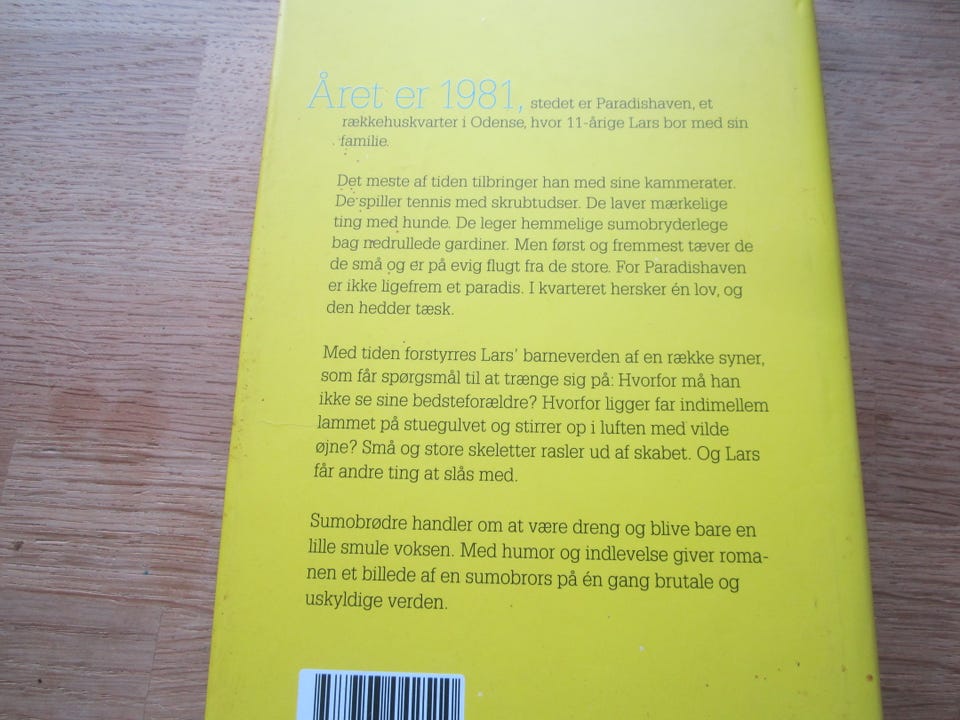 Året er 1981, stedet er Paradishaven, et
rækkehuskvarter i Odense, hvor 11-årige Lars bor med sin
familie.
Det meste af tiden tilbringer han med sine kammerater.
De spiller tennis med skrubtudser. De laver mærkelige
ting med hunde. De leger hemmelige sumobryderlege
bag nedrullede gardiner. Men først og fremmest tæver de
de små og er på evig flugt fra de store. For Paradishaven
er ikke ligefrem et paradis. I kvarteret hersker én lov, og
den hedder tæsk.
Med tiden forstyrres Lars' barneverden af en række syner,
som får spørgsmål til at trænge sig på: Hvorfor må han
ikke se sine bedsteforældre? Hvorfor ligger far indimellem
lammet på stuegulvet og stirrer op i luften med vilde
øjne? Små og store skeletter rasler ud af skabet. Og Lars
får andre ting at slås med.
Sumobrødre handler om at være dreng og blive bare en
lille smule voksen. Med humor og indlevelse giver roma-
nen et billede af en sumobrors på én gang brutale og
uskyldige verden.